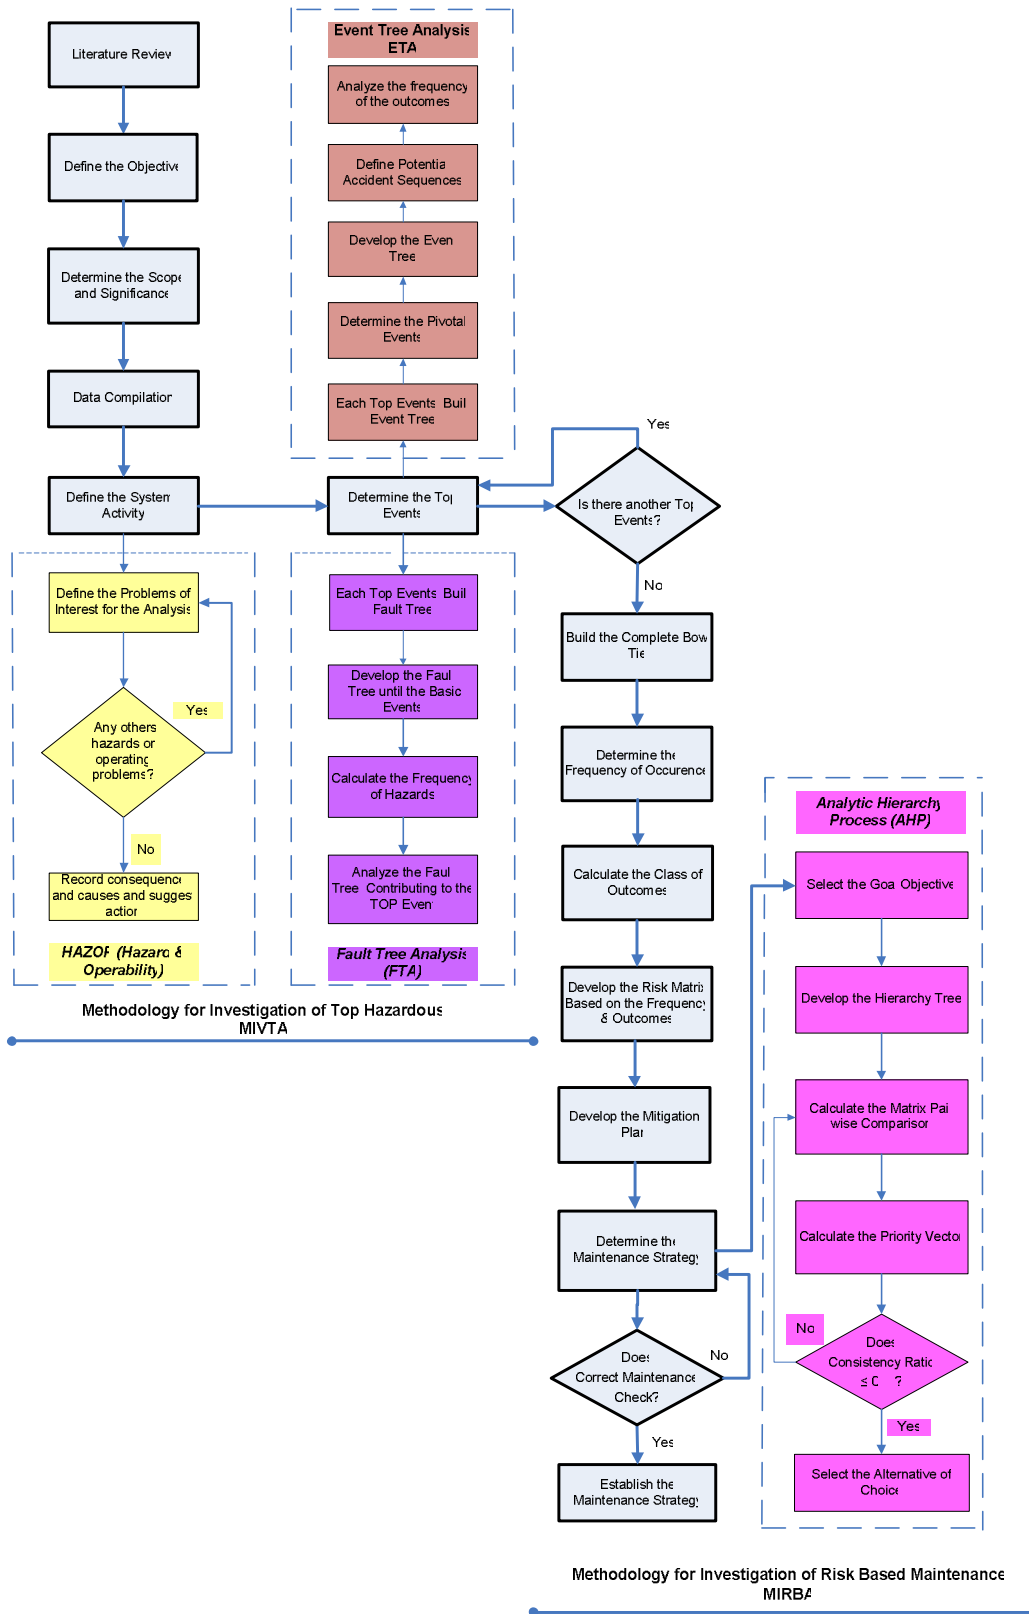 Literature Review
Define the Objective
Determine the Scope
and Significance
Data Compilation
Define the System
Activity
Define the Problems of
Interest for the Analysis
Yes
Any others
hazards or
operating
problems?
No
Record consequence
and causes and sugges
action
HAZOP (Hazard &
Operability)
Event Tree Analysis
ETA
Analyze the frequency
of the outcomes
Define Potentia
Accident Sequences
Develop the Even
Tree
Determine the Pivotal
Events
Each Top Events Buil
Event Tree
Determine the Top
Events
Each Top Events Buil
Fault Tree
Develop the Faul
Tree until the Basic
Events
Calculate the Frequency
of Hazards
Analyze the Faul
Tree Contributing to the
TOP Event
Fault Tree Analysis
(FTA)
Methodology for Investigation of Top Hazardous
MIVTA
Yes
Is there another Top
Events?
No
Build the Complete Bow
Tie
Determine the
Frequency of Occurence
Calculate the Class of
Outcomes
Develop the Risk Matrix
Based on the Frequency
& Outcomes
Develop the Mitigation
Plan
Determine the
Maintenance Strategy
Does
Correct Maintenance
Check?
No
Yes
Establish the
Maintenance Strategy
Analytic Hierarchy
Process (AHP)
Select the Goa Objective
Develop the Hierarchy Tree
Calculate the Matrix Pai
wise Comparison
Calculate the Priority Vector
No
Does
Consistency Ratio
≤ 0 ?
Yes
Select the Alternative of
Choice
Methodology for Investigation of Risk Based Maintenance
MIRBA